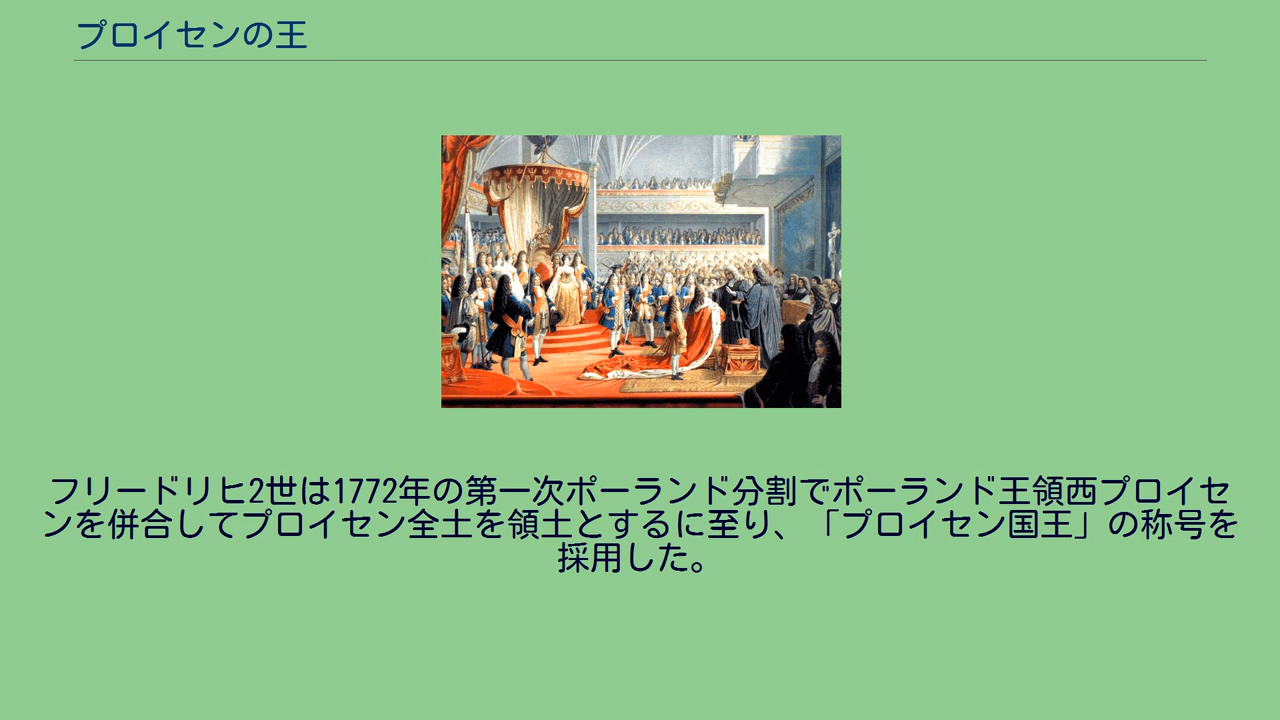 プロイセンの王
フリードリヒ2世は1772年の第一次ポーランド分割でポーランド王領西プロイセ
ンを併合してプロイセン全土を領土とするに至り、「プロイセン国王」の称号を
採用した。